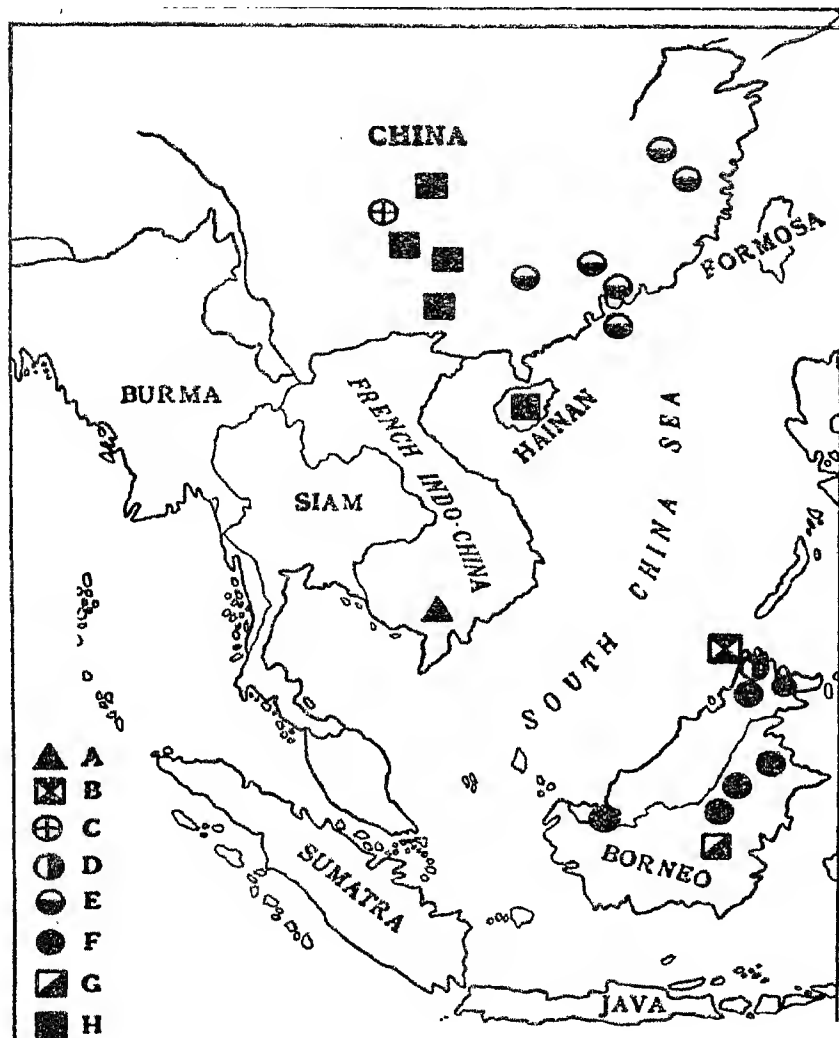 CHINA
FORMOSA
BURMA
FRENCH INDO-CHINA
HAINAN
SIAM
SOUTH CHINA SEA
A
B
C
D
E
F
G
H
BORNEO
SUMATRA
JAVA